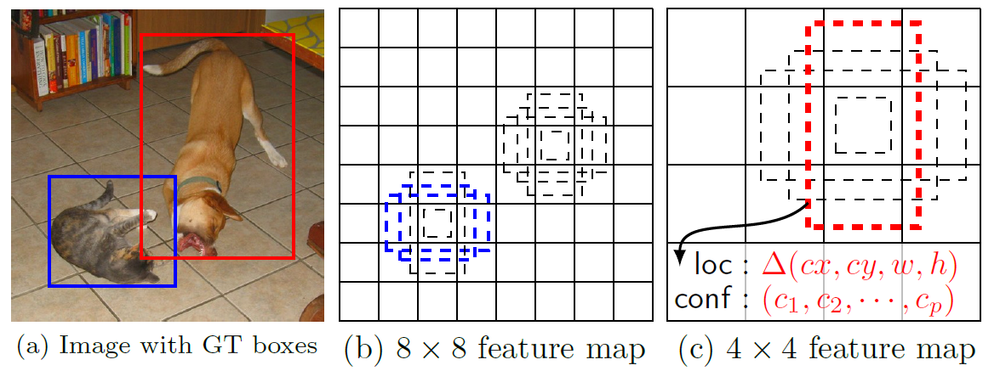 loc : Δ(cx, cy, w, h)
conf : (c₁, c₂, ⋯, cₚ)
(a) Image with GT boxes
(b) 8 × 8 feature map
(c) 4 × 4 feature map